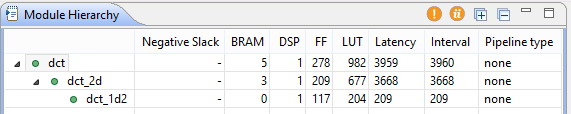 Module Hierarchy
Negative Slack BRAM DSP FF LUT Latency Interval Pipeline type
dct - 5 1 278 982 3959 3960 none
dct_2d - 3 1 209 677 3668 3668 none
dct_1d2 - 0 1 117 204 209 209 none